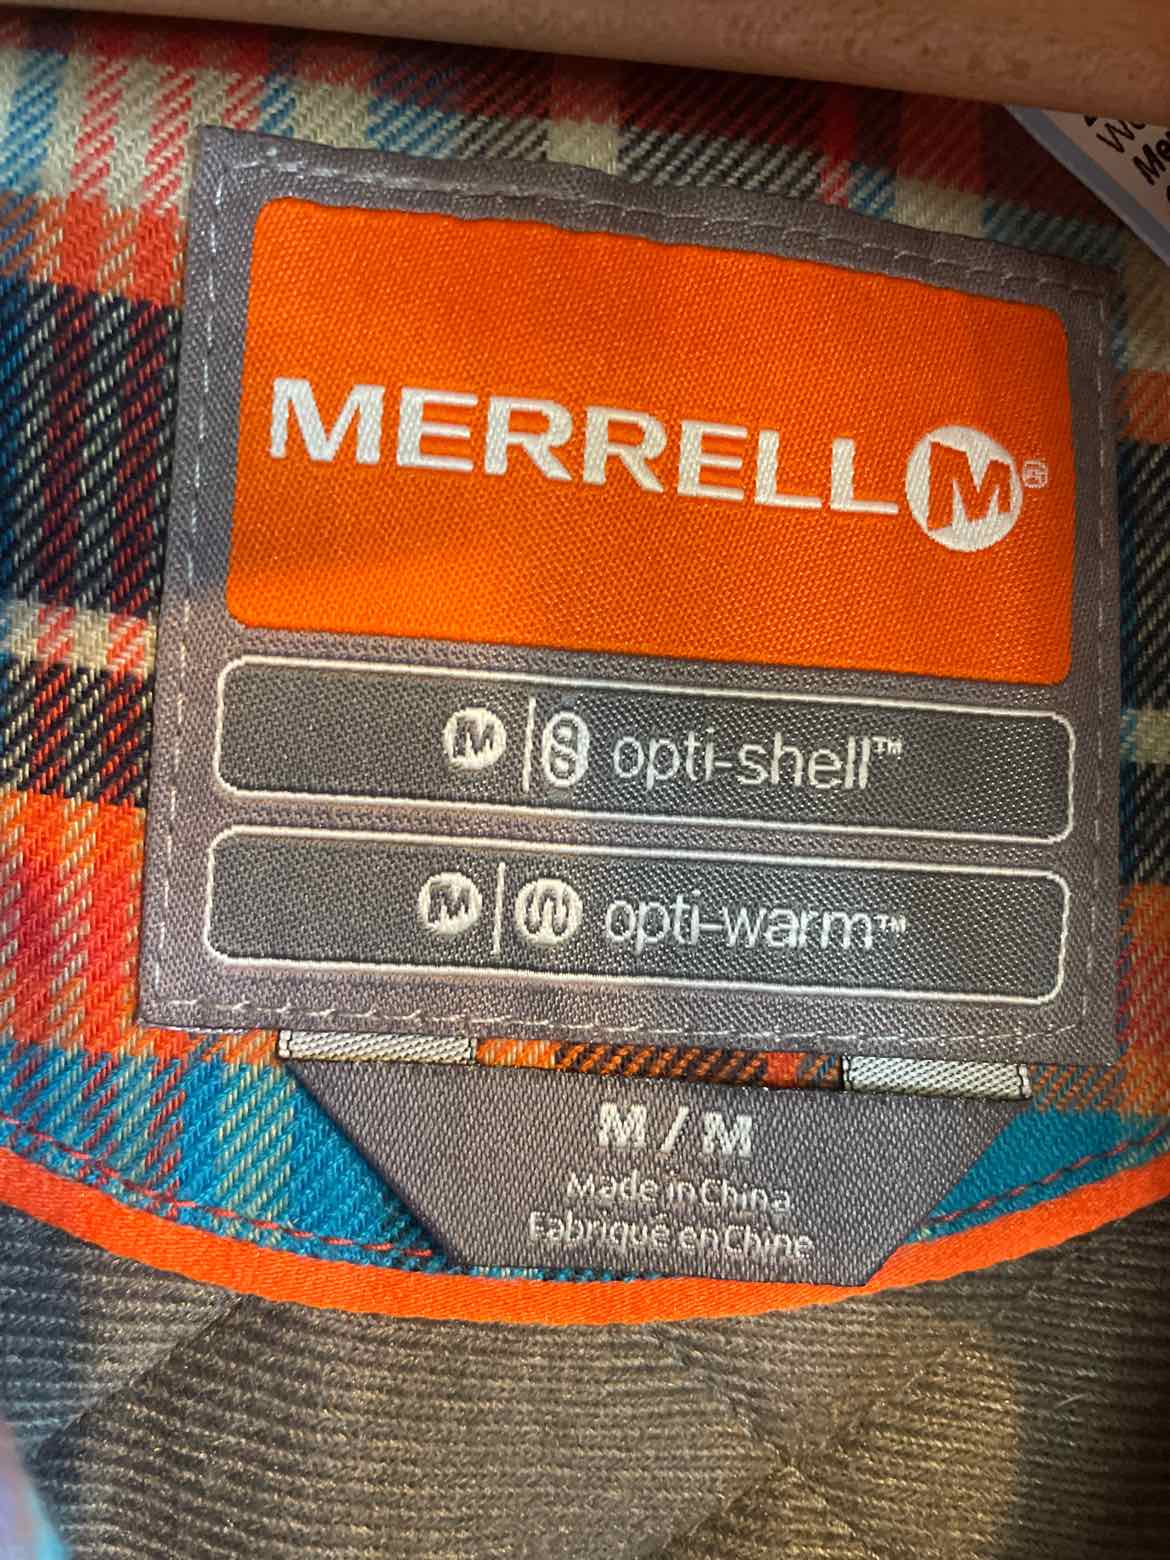 MERRELL M®
M | S opti-shell™
M | W opti-warm™
M / M
Made in China
Fabriqué en Chine